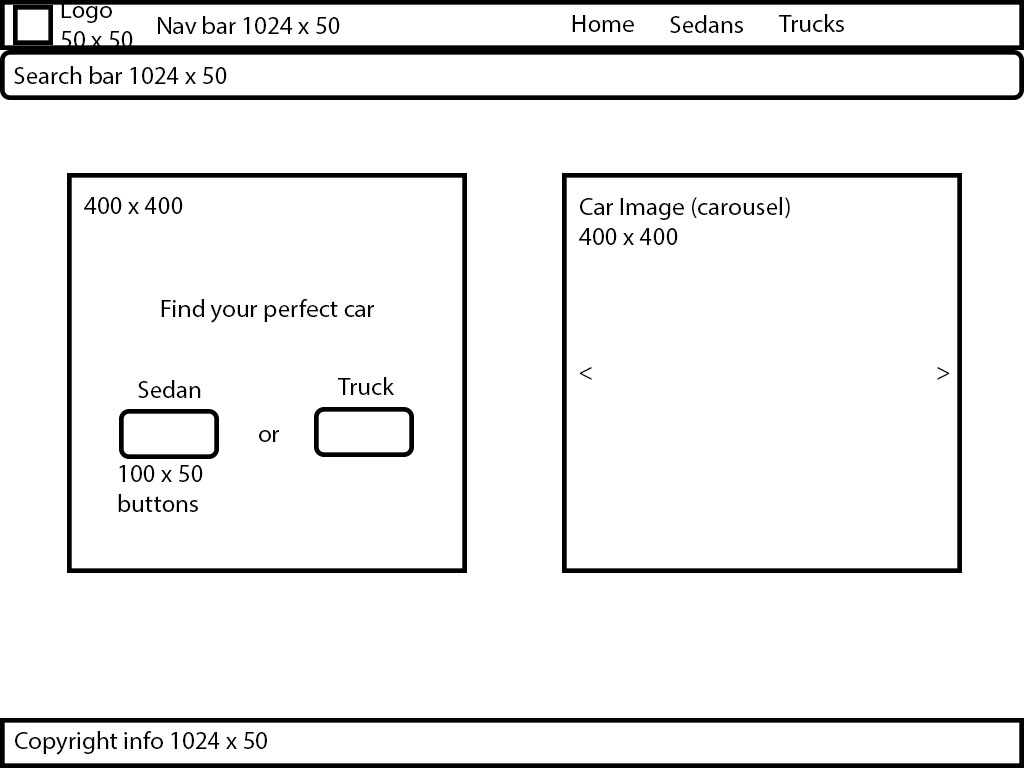 Logo
50 x 50
Nav bar 1024 x 50
Home
Sedans
Trucks
Search bar 1024 x 50
400 x 400
Find your perfect car
Sedan
or
Truck
100 x 50
buttons
Car Image (carousel)
400 x 400
<
>
Copyright info 1024 x 50